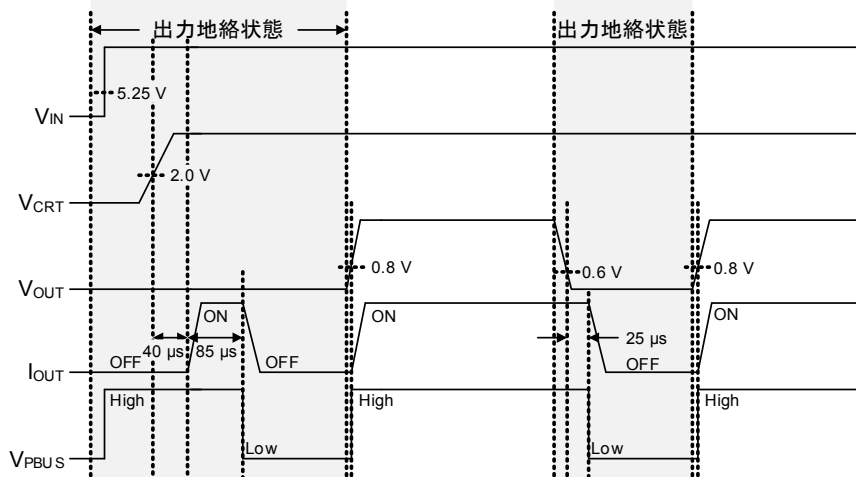 出力地絡状態
出力地絡状態
5.25 V
VIN
2.0 V
VCRT
0.8 V
0.6 V
0.8 V
VOUT
ON
ON
ON
40 µs
85 µs
25 µs
OFF
OFF
OFF
IOUT
High
High
High
Low
Low
VPBUS